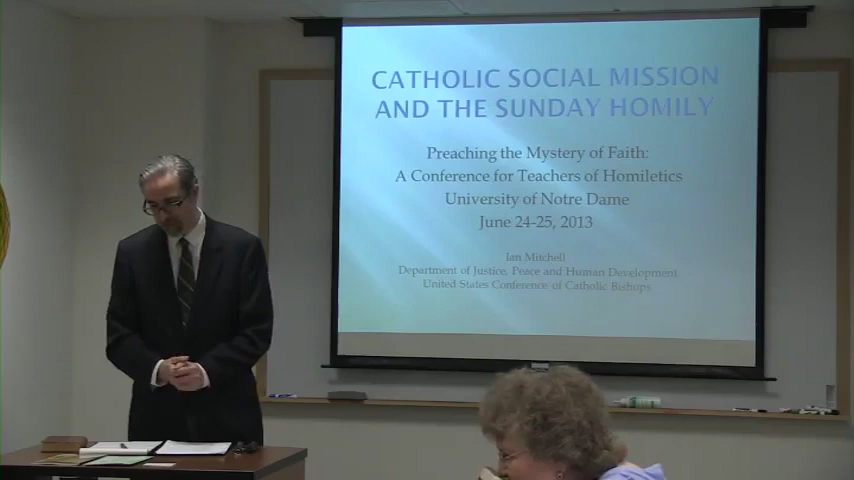 CATHOLIC SOCIAL MISSION
AND THE SUNDAY HOMILY
Preaching the Mystery of Faith:
A Conference for Teachers of Homiletics
University of Notre Dame
June 24-25, 2013
Ian Mitchell
Department of Justice, Peace and Human Development
United States Conference of Catholic Bishops